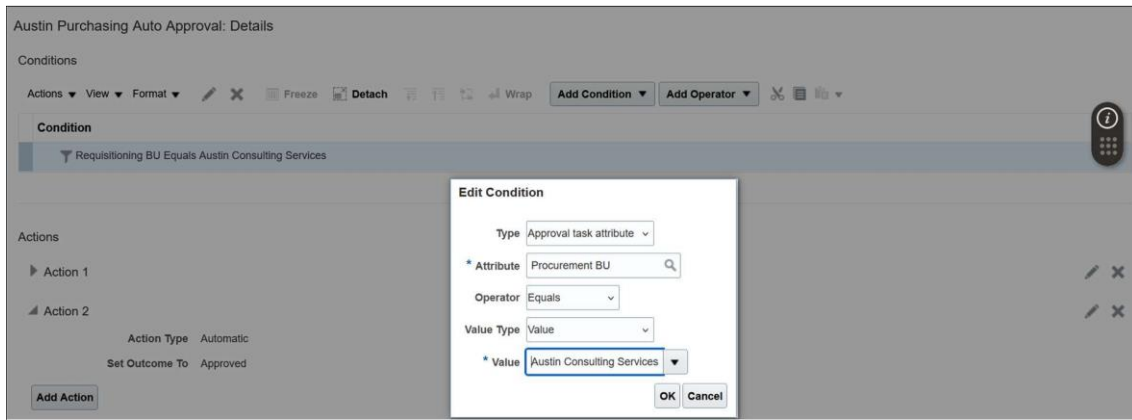 Austin Purchasing Auto Approval: Details
Conditions
Actions View Format Freeze Detach Wrap Add Condition Add Operator
Condition
Requisitioning BU Equals Austin Consulting Services
Edit Condition
Type Approval task attribute
* Attribute Procurement BU
Operator Equals
Value Type Value
* Value Austin Consulting Services
OK Cancel
Actions
Action 1
Action 2
Action Type Automatic
Set Outcome To Approved
Add Action